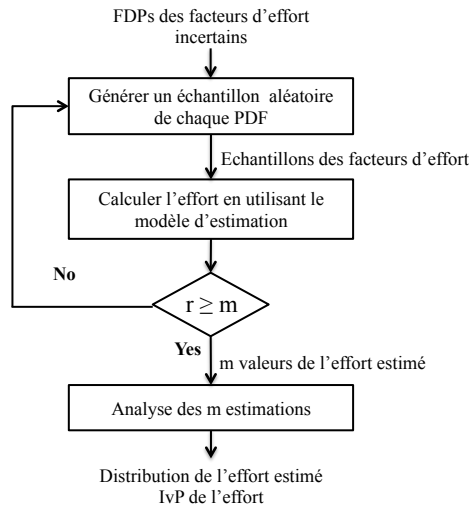 FDPs des facteurs d’effort
incertains
Générer un échantillon aléatoire
de chaque PDF
Echantillons des facteurs d’effort
Calculer l’effort en utilisant le
modèle d’estimation
No
r ≥ m
Yes
m valeurs de l’effort estimé
Analyse des m estimations
Distribution de l’effort estimé
IvP de l’effort